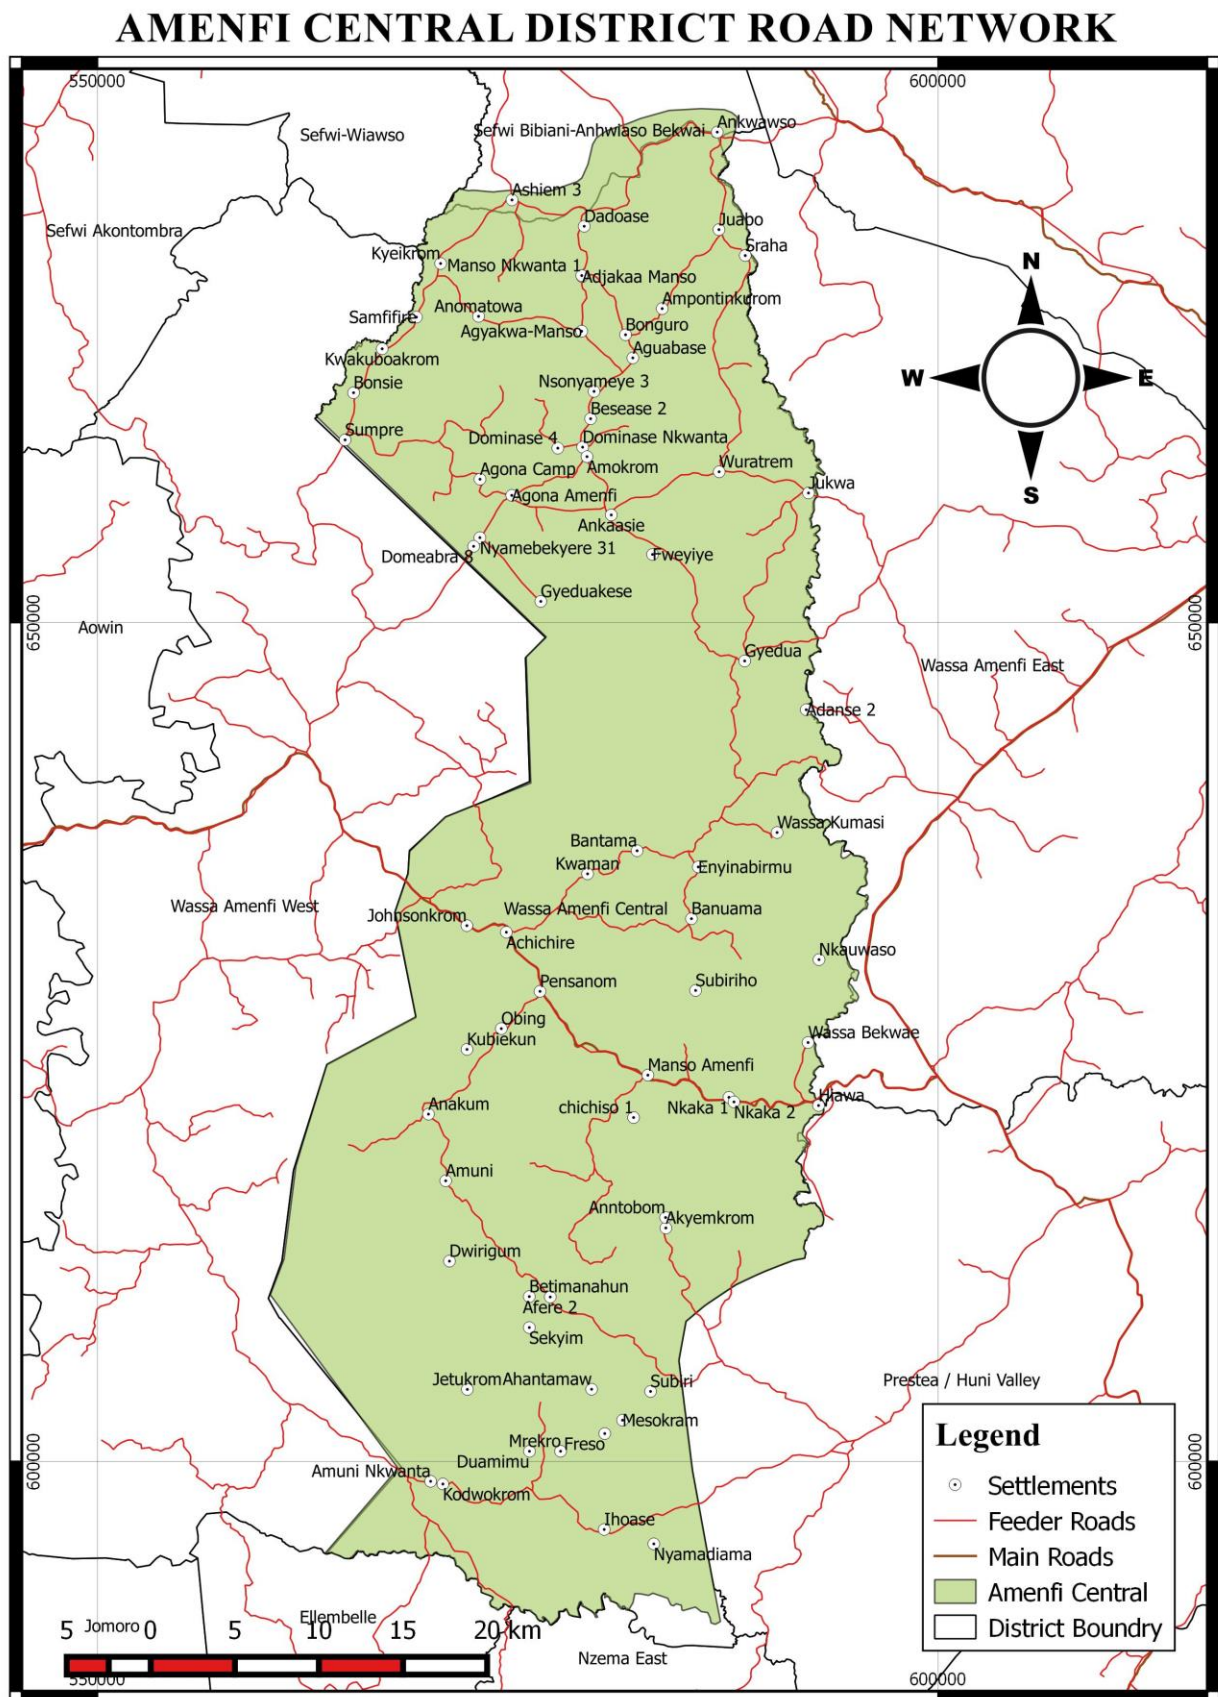 AMENFI CENTRAL DISTRICT ROAD NETWORK
550000
600000
Ankwawso
Sefwi Bibiani-Anhwiaso Bekwai
Sefwi-Wiawso
Ashiem 3
Dadoase
Juabo
Sefwi Akontombra
Kyeikrom
Sraha
Manso Nkwanta 1
Adjakaa Manso
N
Ampontinkurom
Anomatowa
Samfifire
Agyakwa-Manso
Bonguro
Kwakuboakrom
Aguabase
W
E
Bonsie
Nsonyameye 3
Besease 2
Sumpre
Dominase 4
Dominase Nkwanta
Agona Camp
Amokrom
Wuratrem
Jukwa
S
Agona Amenfi
Ankaasie
Domeabra 8
Nyamebekyere 31
Fweyiye
Gyeduakese
650000
650000
Aowin
Gyedua
Wassa Amenfi East
Adanse 2
Wassa Kumasi
Bantama
Kwaman
Enyinabirmu
Wassa Amenfi West
Johnsonkrom
Wassa Amenfi Central
Banuama
Achichire
Nkauwaso
Pensanom
Subiriho
Obing
Kubiekun
Wassa Bekwae
Manso Amenfi
Anakum
chichiso 1
Nkaka 1
Nkaka 2
Hiawa
Amuni
Anntobom
Akyemkrom
Dwirigum
Betimanahun
Afere 2
Sekyim
Jetukrom
Ahantamaw
Subiri
Prestea / Huni Valley
Mesokram
Mrekro
Freso
Duamimu
Amuni Nkwanta
Kodwokrom
600000
600000
Ihoase
Nyamadiama
Legend
Settlements
Feeder Roads
Main Roads
Amenfi Central
District Boundry
Jomoro
Ellembelle
Nzema East
5 0 5 10 15 20 km
550000
600000